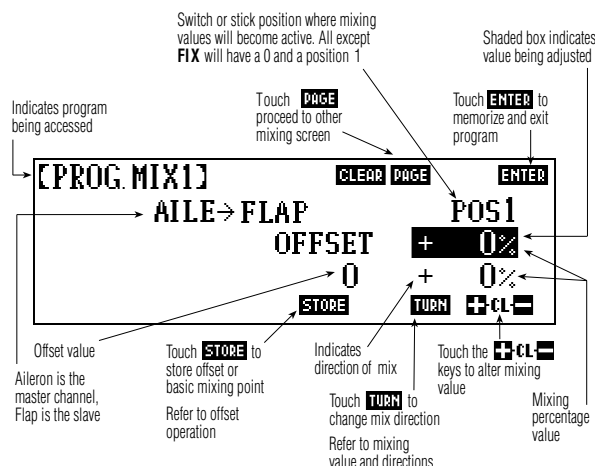 Switch or stick position where mixing
values will become active. All except
FIX will have a 0 and a position 1
Shaded box indicates
value being adjusted
Indicates program
being accessed
Touch PAGE
proceed to other
mixing screen
Touch ENTER to
memorize and exit
program
[PROG.MIX1]
CLEAR PAGE
ENTER
AILE→FLAP
POS1
OFFSET
+ 0%
0
+ 0%
STORE
TURN
+CL-
Offset value
Aileron is the
master channel,
Flap is the slave
Touch STORE to
store offset or
basic mixing point
Refer to offset
operation
Indicates
direction of mix
Touch TURN to
change mix direction
Refer to mixing
value and directions
Touch the +CL-
keys to alter mixing
value
Mixing
percentage
value